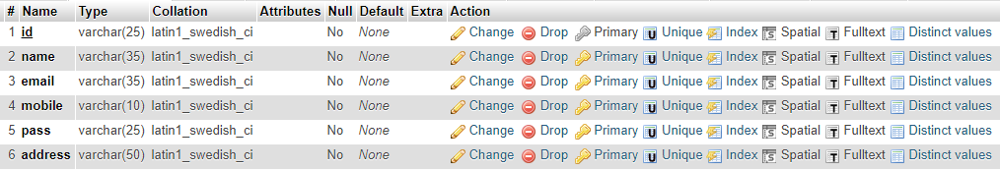 # Name Type Collation Attributes Null Default Extra Action
1 id varchar(25) latin1_swedish_ci No None Change Drop Primary U Unique Index S Spatial T Fulltext Distinct values
2 name varchar(35) latin1_swedish_ci No None Change Drop Primary U Unique Index S Spatial T Fulltext Distinct values
3 email varchar(35) latin1_swedish_ci No None Change Drop Primary U Unique Index S Spatial T Fulltext Distinct values
4 mobile varchar(10) latin1_swedish_ci No None Change Drop Primary U Unique Index S Spatial T Fulltext Distinct values
5 pass varchar(25) latin1_swedish_ci No None Change Drop Primary U Unique Index S Spatial T Fulltext Distinct values
6 address varchar(50) latin1_swedish_ci No None Change Drop Primary U Unique Index S Spatial T Fulltext Distinct values